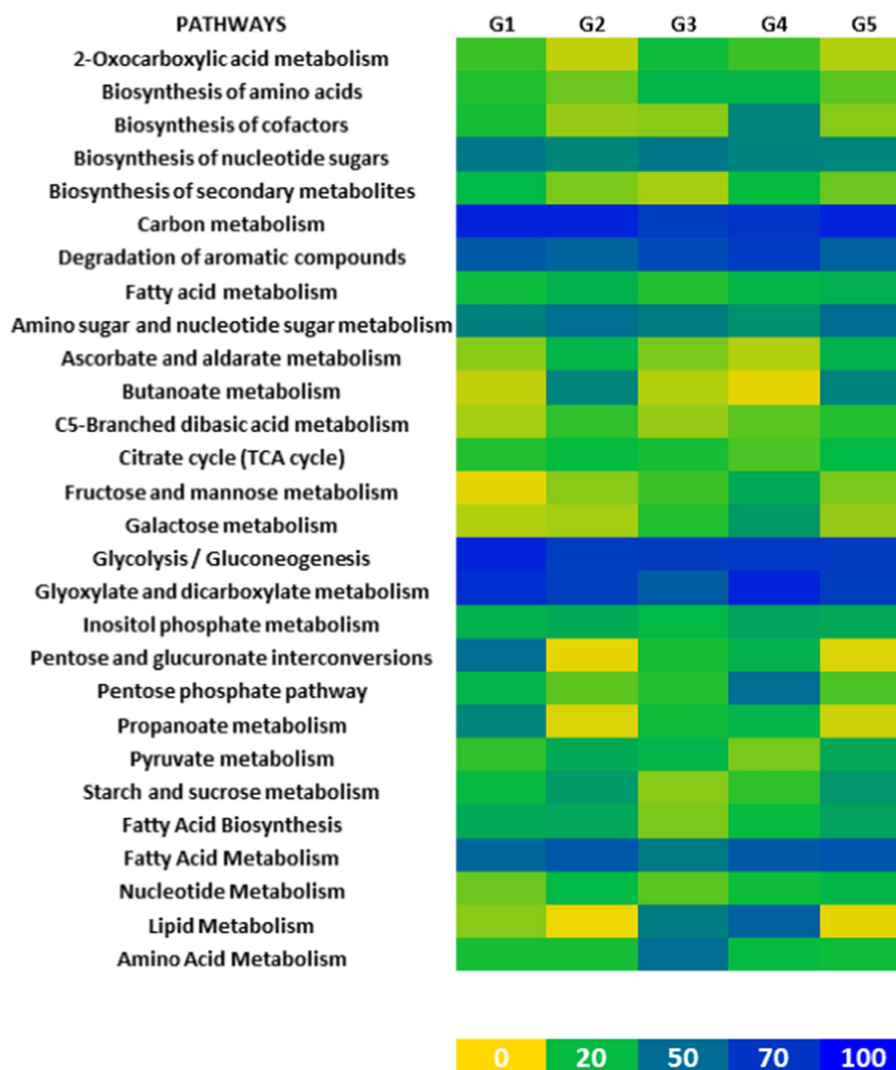 PATHWAYS G1 G2 G3 G4 G5
2-Oxocarboxylic acid metabolism
Biosynthesis of amino acids
Biosynthesis of cofactors
Biosynthesis of nucleotide sugars
Biosynthesis of secondary metabolites
Carbon metabolism
Degradation of aromatic compounds
Fatty acid metabolism
Amino sugar and nucleotide sugar metabolism
Ascorbate and aldarate metabolism
Butanoate metabolism
C5-Branched dibasic acid metabolism
Citrate cycle (TCA cycle)
Fructose and mannose metabolism
Galactose metabolism
Glycolysis / Gluconeogenesis
Glyoxylate and dicarboxylate metabolism
Inositol phosphate metabolism
Pentose and glucuronate interconversions
Pentose phosphate pathway
Propanoate metabolism
Pyruvate metabolism
Starch and sucrose metabolism
Fatty Acid Biosynthesis
Fatty Acid Metabolism
Nucleotide Metabolism
Lipid Metabolism
Amino Acid Metabolism
0 20 50 70 100